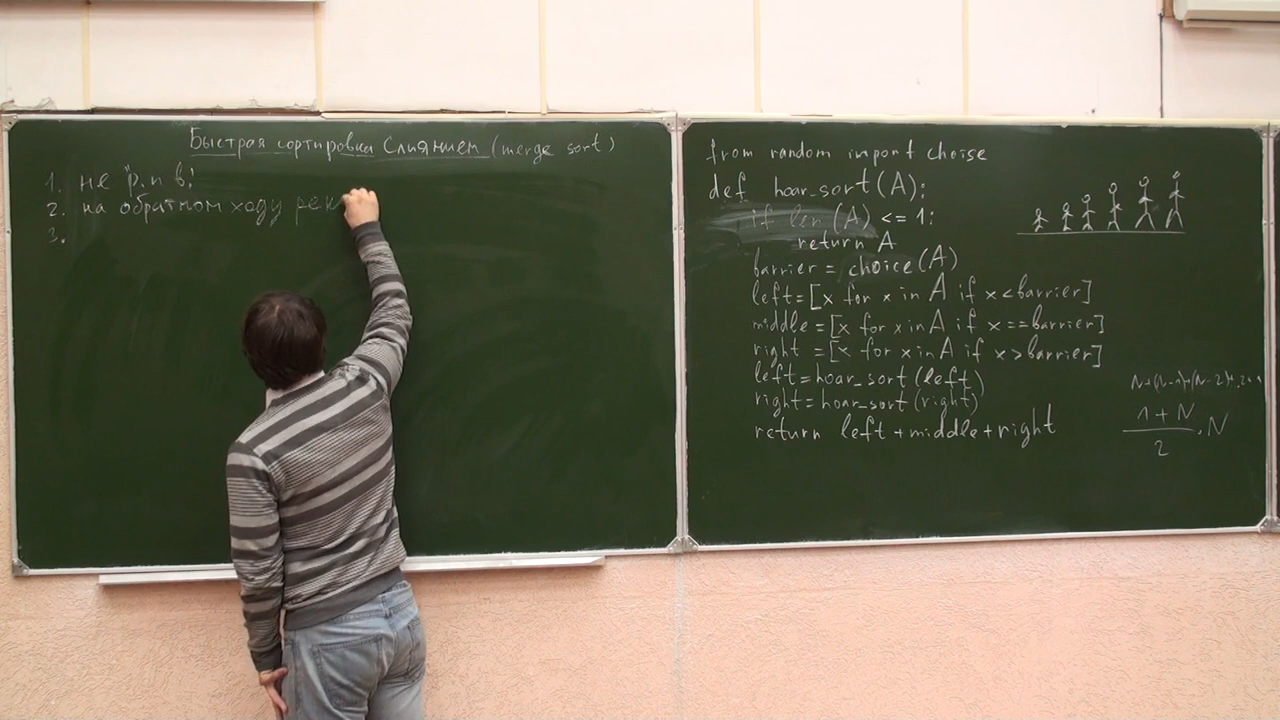 Быстрая сортировка Слиянием (merge sort)
1. не в!
2. на обратном ходу рек
3.
from random import choise
def hoar_sort(A):
if len(A) <= 1:
return A
barrier = choice(A)
left=[x for x in A if x<barrier]
middle=[x for x in A if x==barrier]
right=[x for x in A if x>barrier]
left=hoar_sort(left)
right=hoar_sort(right)
return left+middle+right
1+N
2
.N